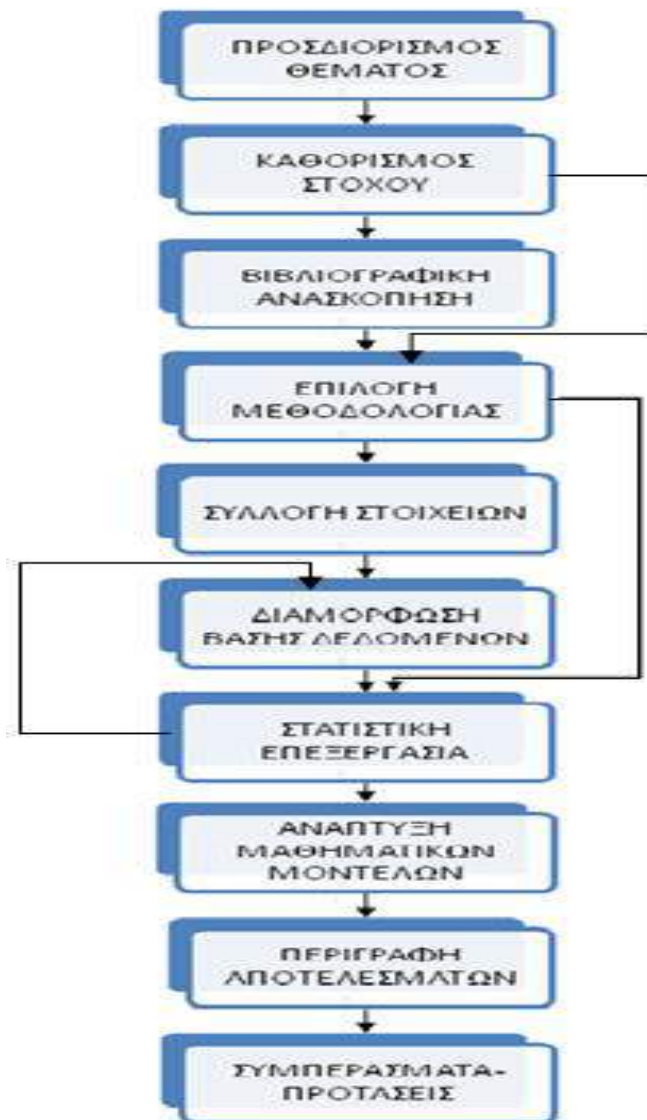 ΠΡΟΣΔΙΟΡΙΣΜΟΣ
ΘΕΜΑΤΟΣ
ΚΑΘΟΡΙΣΜΟΣ
ΣΤΟΧΟΥ
ΒΙΒΛΙΟΓΡΑΦΙΚΗ
ΑΝΑΣΚΟΠΗΣΗ
ΕΠΙΛΟΓΗ
ΜΕΘΟΔΟΛΟΓΙΑΣ
ΣΥΛΛΟΓΗ ΣΤΟΙΧΕΙΩΝ
ΔΙΑΜΟΡΦΩΣΗ
ΒΑΣΗΣ ΔΕΔΟΜΕΝΩΝ
ΣΤΑΤΙΣΤΙΚΗ
ΕΠΕΞΕΡΓΑΣΙΑ
ΑΝΑΠΤΥΞΗ
ΜΑΘΗΜΑΤΙΚΩΝ
ΜΟΝΤΕΛΩΝ
ΠΕΡΙΓΡΑΦΗ
ΑΠΟΤΕΛΕΣΜΑΤΩΝ
ΣΥΜΠΕΡΑΣΜΑΤΑ-
ΠΡΟΤΑΣΕΙΣ